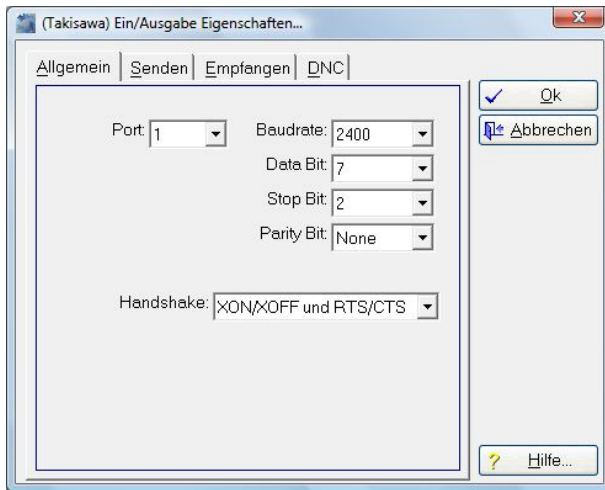 (Takisawa) Ein/Ausgabe Eigenschaften...
Allgemein Senden Empfangen DNC
Port: 1 Baudrate: 2400
Data Bit: 7
Stop Bit: 2
Parity Bit: None
Handshake: XON/XOFF und RTS/CTS
Ok
Abbrechen
? Hilfe...